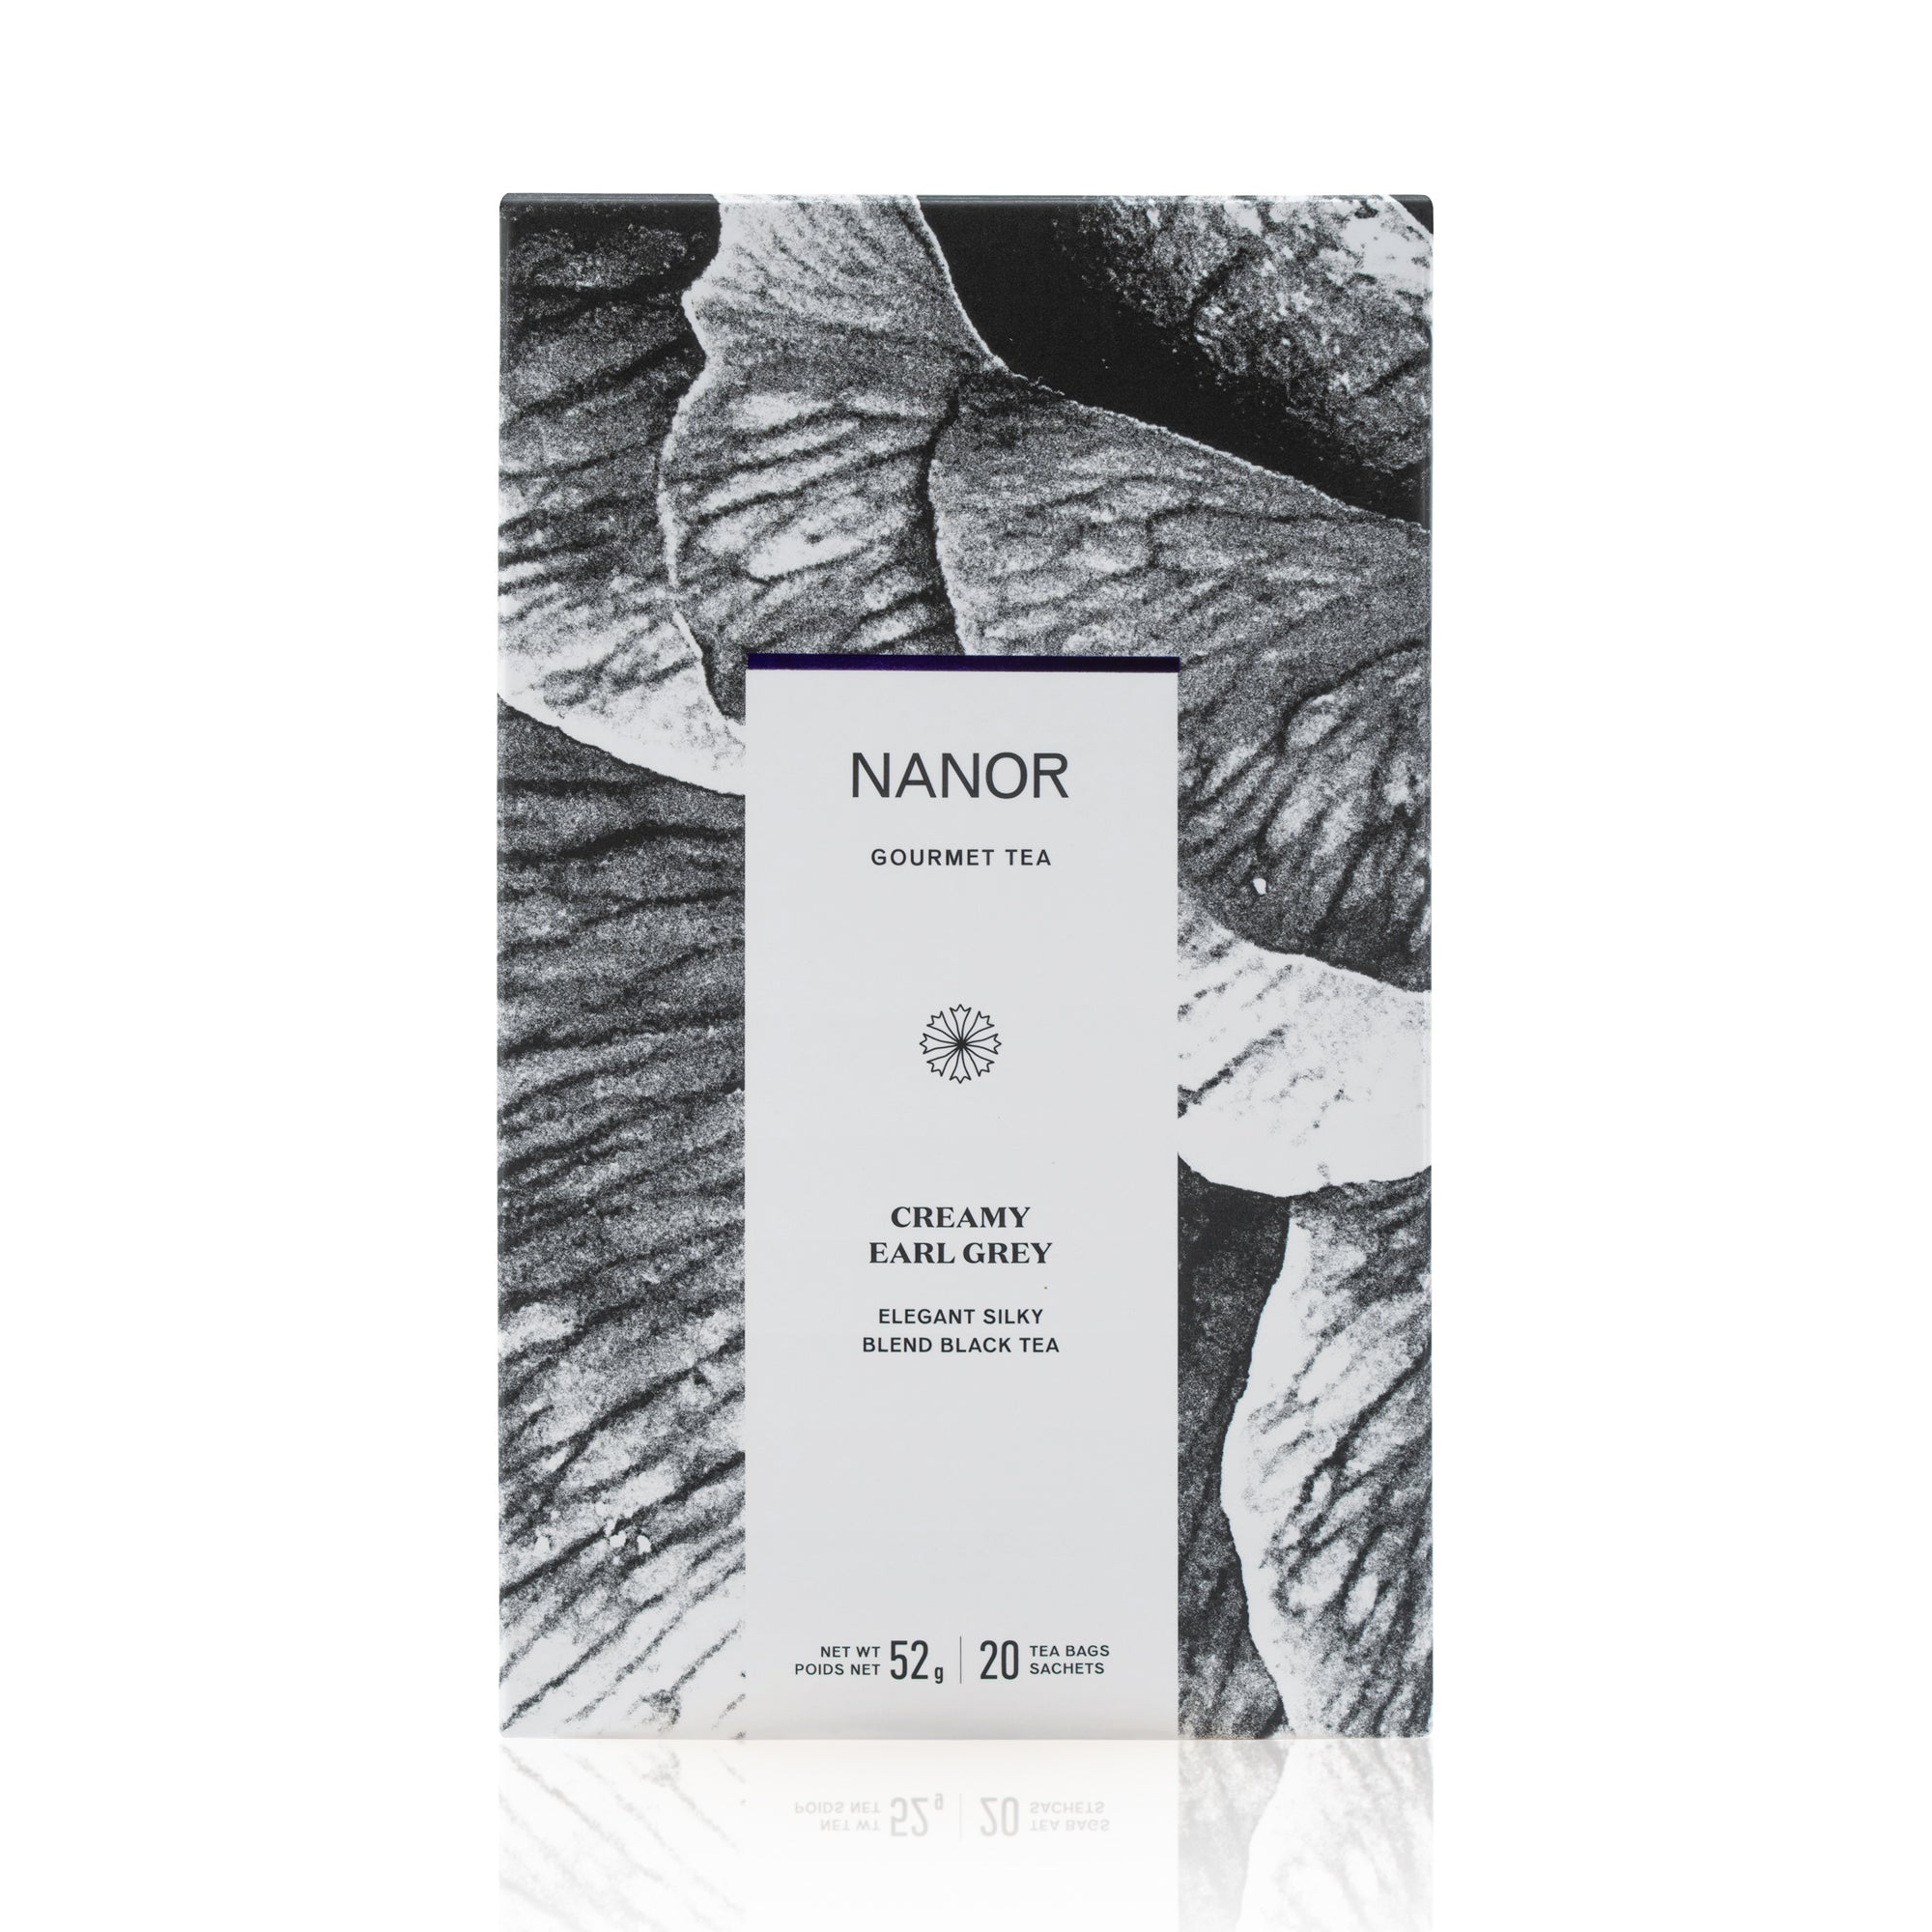 NANOR
GOURMET TEA
CREAMY
EARL GREY
ELEGANT SILKY
BLEND BLACK TEA
NET WT
POIDS NET
52 g
20
TEA BAGS
SACHETS